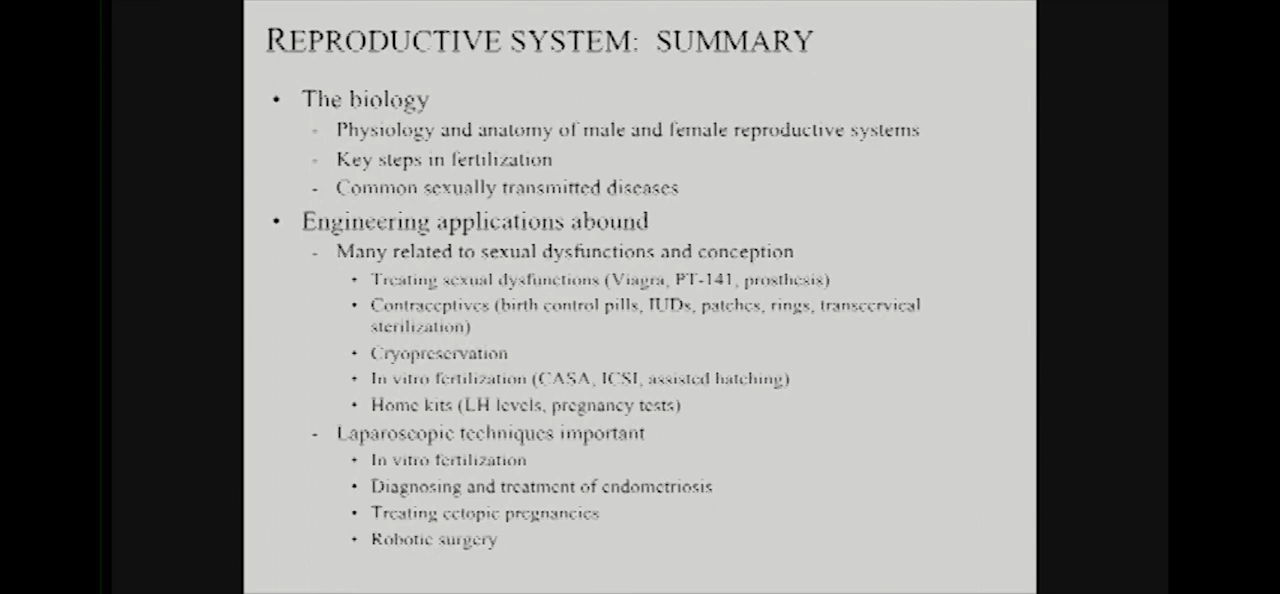 REPRODUCTIVE SYSTEM: SUMMARY
• The biology
- Physiology and anatomy of male and female reproductive systems
- Key steps in fertilization
- Common sexually transmitted diseases
• Engineering applications abound
- Many related to sexual dysfunctions and conception
• Treating sexual dysfunctions (Viagra, PT-141, prosthesis)
• Contraceptives (birth control pills, IUDs, patches, rings, transcervical
sterilization)
• Cryopreservation
• In vitro fertilization (CASA, ICSI, assisted hatching)
• Home kits (LH levels, pregnancy tests)
- Laparoscopic techniques important
• In vitro fertilization
• Diagnosing and treatment of endometriosis
• Treating ectopic pregnancies
• Robotic surgery